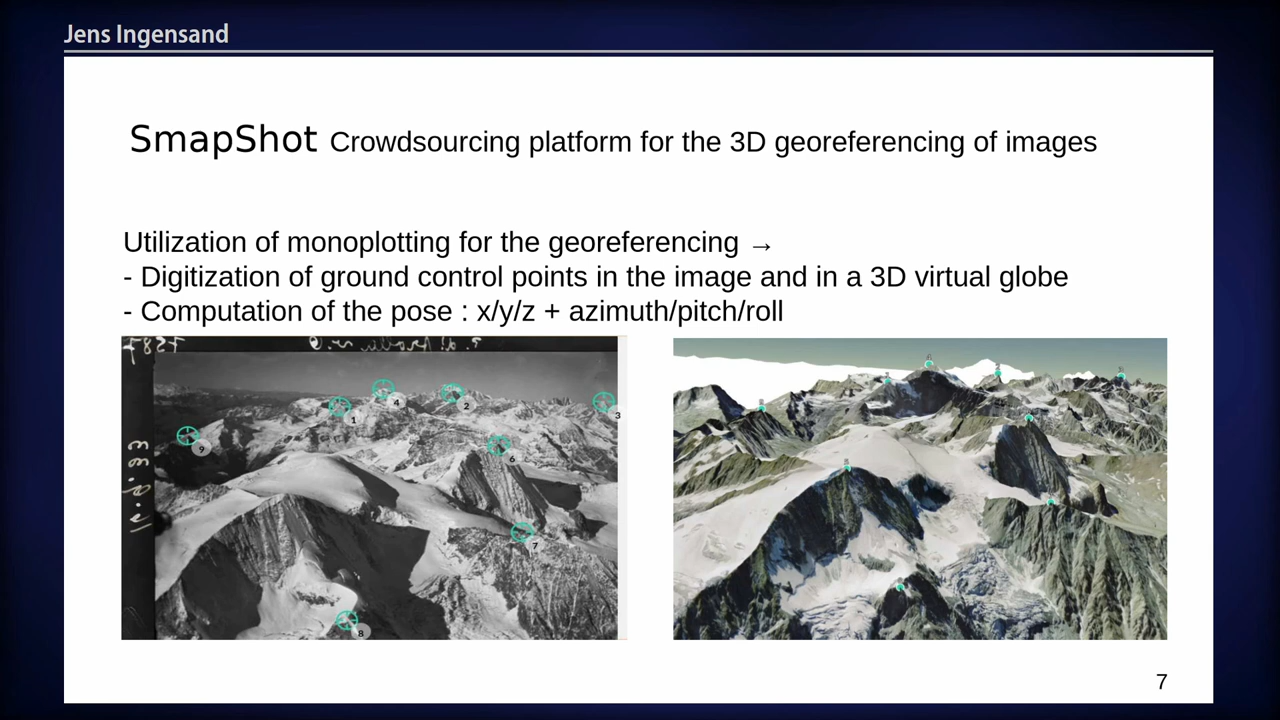 Jens Ingensand
SmapShot Crowdsourcing platform for the 3D georeferencing of images
Utilization of monoplotting for the georeferencing →
- Digitization of ground control points in the image and in a 3D virtual globe
- Computation of the pose : x/y/z + azimuth/pitch/roll
7587
4
2
1
3
9
6
7
8
7